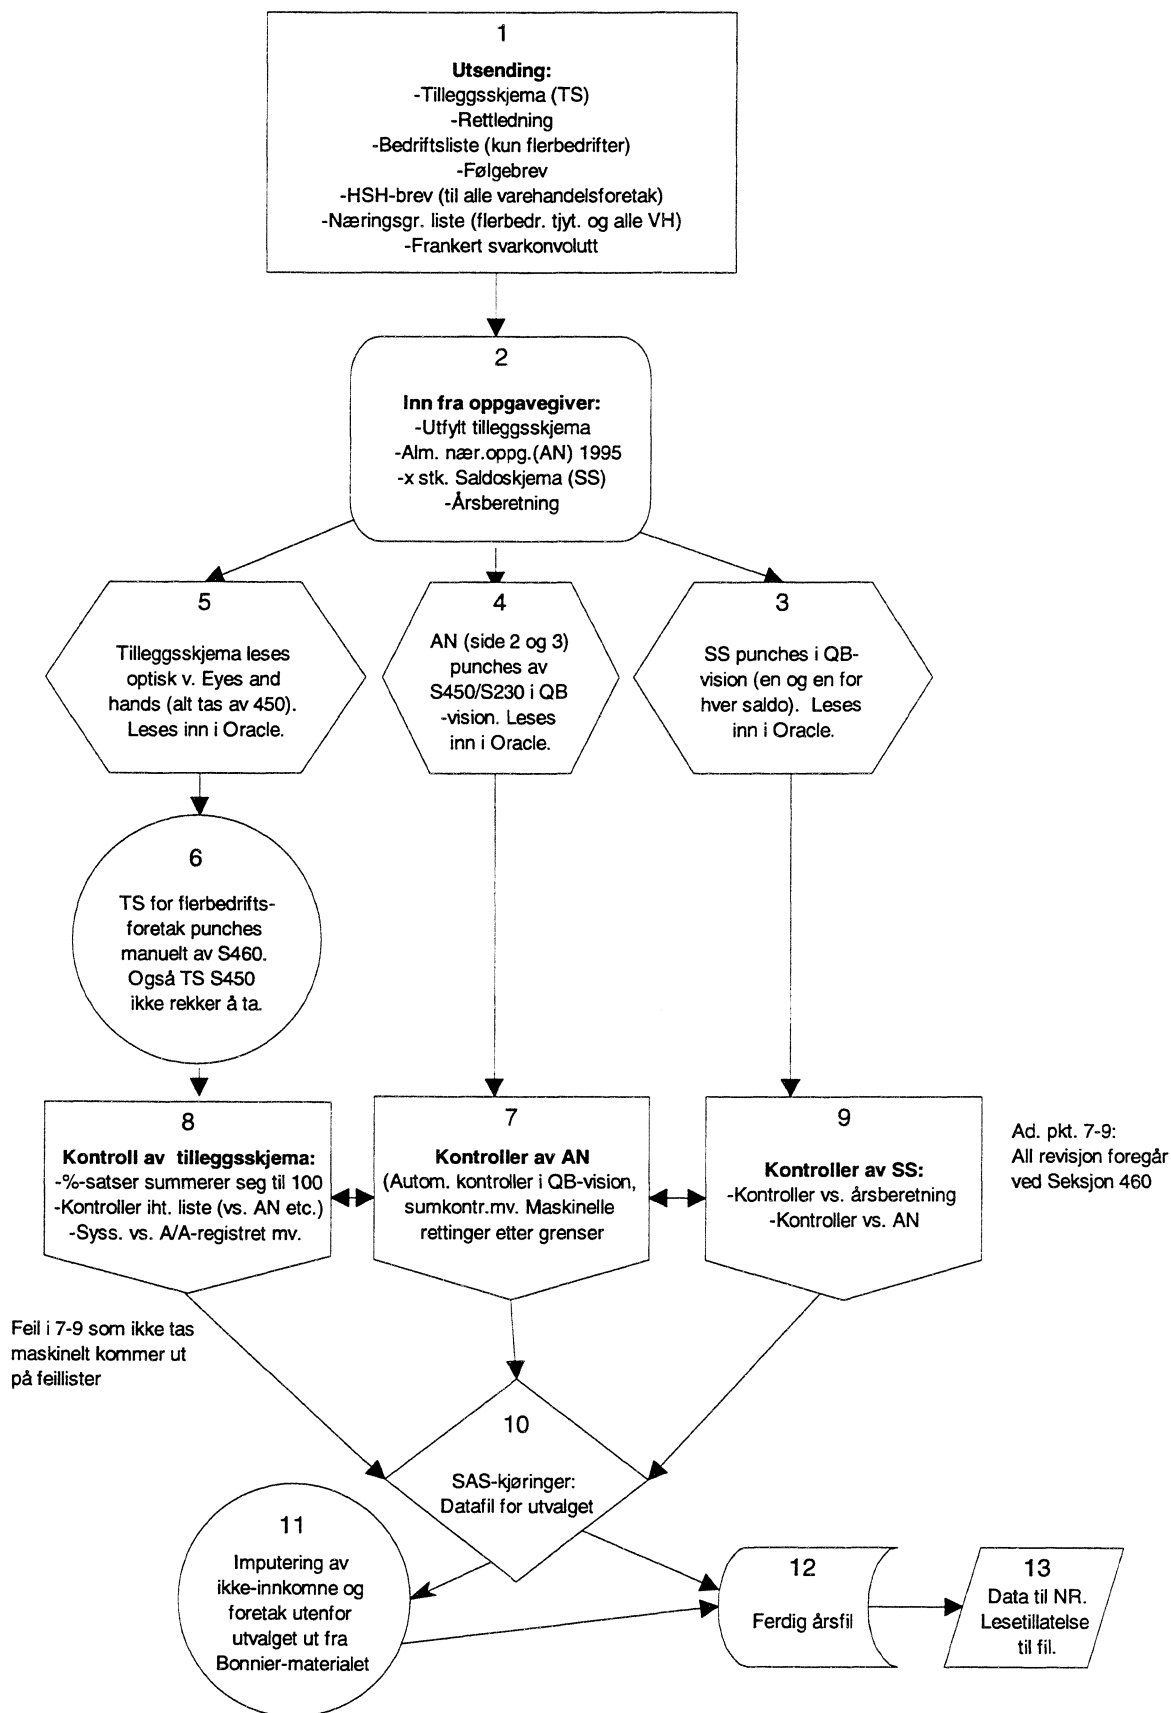 1
Utsending:
-Tilleggsskjema (TS)
-Rettledning
-Bedriftsliste (kun flerbedrifter)
-Følgebrev
-HSH-brev (til alle varehandelsforetak)
-Næringsgr. liste (flerbedr. tjyt. og alle VH)
-Frankert svarkonvolutt
2
Inn fra oppgavegiver:
-Utfylt tilleggsskjema
-Alm. nær.oppg.(AN) 1995
-x stk. Saldoskjema (SS)
-Årsberetning
5
Tilleggsskjema leses
optisk v. Eyes and
hands (alt tas av 450).
Leses inn i Oracle.
4
AN (side 2 og 3)
punches av
S450/S230 i QB
-vision. Leses
inn i Oracle.
3
SS punches i QB-
vision (en og en for
hver saldo). Leses
inn i Oracle.
6
TS for flerbedrifts-
foretak punches
manuelt av S460.
Også TS S450
ikke rekker å ta.
8
Kontroll av tilleggsskjema:
-%-satser summerer seg til 100
-Kontroller iht. liste (vs. AN etc.)
-Syss. vs. A/A-registret mv.
7
Kontroller av AN
(Autom. kontroller i QB-vision,
sumkontr.mv. Maskinelle
rettinger etter grenser
9
Kontroller av SS:
-Kontroller vs. årsberetning
-Kontroller vs. AN
Ad. pkt. 7-9:
All revisjon foregår
ved Seksjon 460
Feil i 7-9 som ikke tas
maskinelt kommer ut
på feillister
10
SAS-kjøringer:
Datafil for utvalget
11
Imputering av
ikke-innkomne og
foretak utenfor
utvalget ut fra
Bonnier-materialet
12
Ferdig årsfil
13
Data til NR.
Lesetillatelse
til fil.